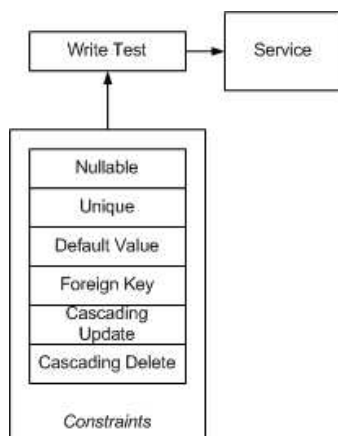 Write Test
Service
Nullable
Unique
Default Value
Foreign Key
Cascading
Update
Cascading Delete
Constraints